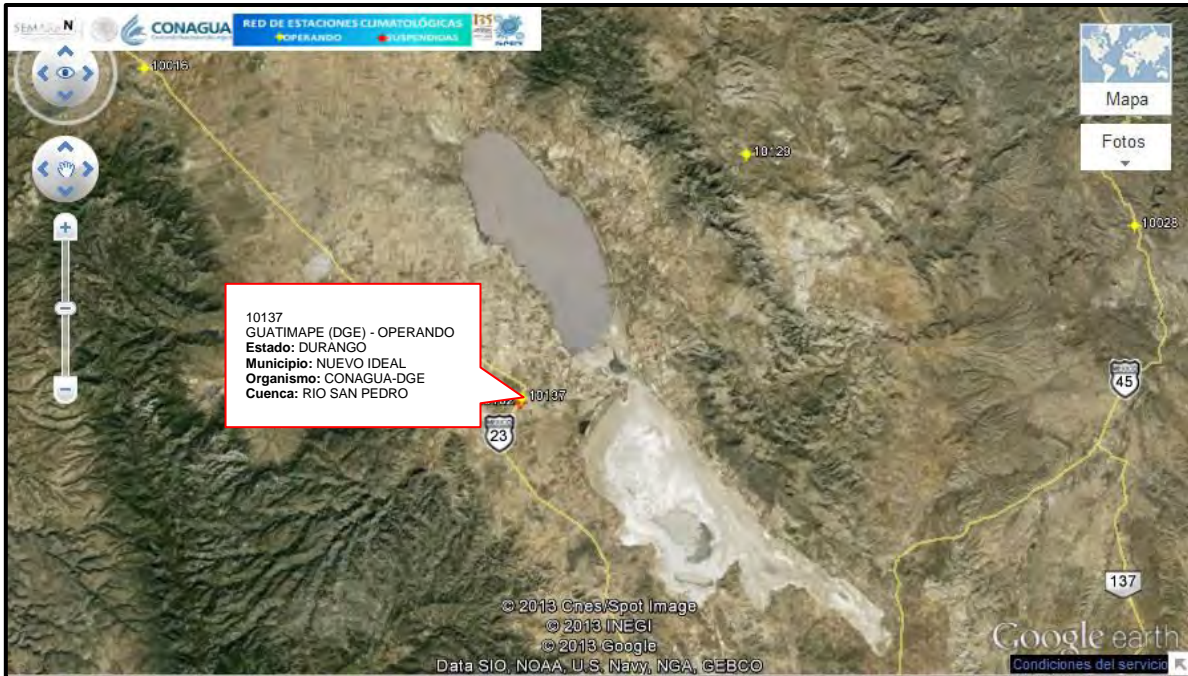 N
CONAGUA
RED DE ESTACIONES CLIMATOLÓGICAS
OPERANDO SUSPENDIDAS
135
10016
10129
10028
Mapa
Fotos
10137
GUATIMAPE (DGE) - OPERANDO
Estado: DURANGO
Municipio: NUEVO IDEAL
Organismo: CONAGUA-DGE
Cuenca: RIO SAN PEDRO
10137
23
45
137
© 2013 Cnes/Spot Image
© 2013 INEGI
© 2013 Google
Data SIO, NOAA, U.S. Navy, NGA, GEBCO
Google earth
Condiciones del servicio